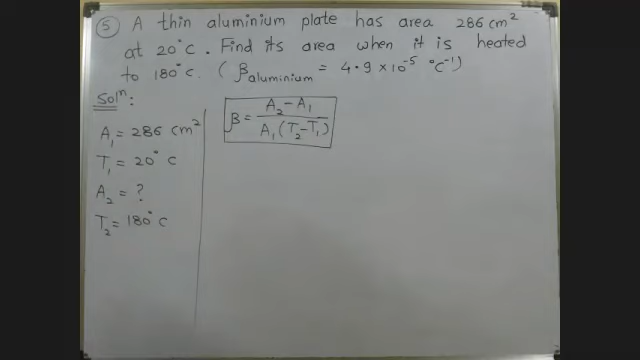 ⑤ A thin aluminium plate has area 286 cm²
at 20°C. Find its area when it is heated
to 180°C. (β aluminium = 4.9 × 10⁻⁵ °C⁻¹)
Solⁿ:
A₁ = 286 cm²
T₁ = 20°C
A₂ = ?
T₂ = 180°C
β = A₂ - A₁ / A₁ (T₂ - T₁)